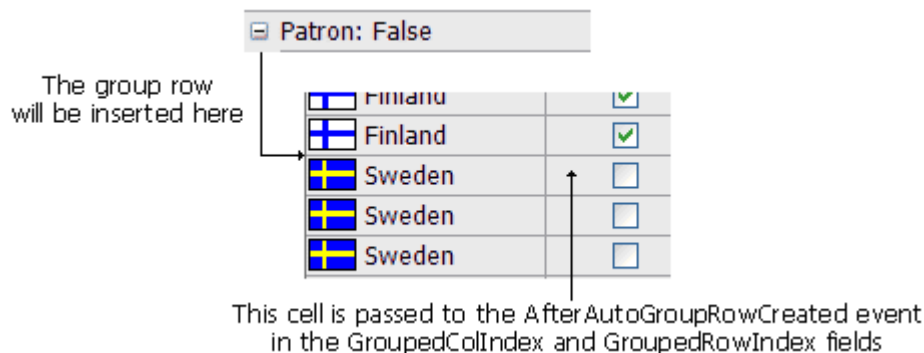 Patron: False
The group row
will be inserted here
Finland
Finland
Sweden
Sweden
Sweden
This cell is passed to the AfterAutoGroupRowCreated event
in the GroupedColIndex and GroupedRowIndex fields